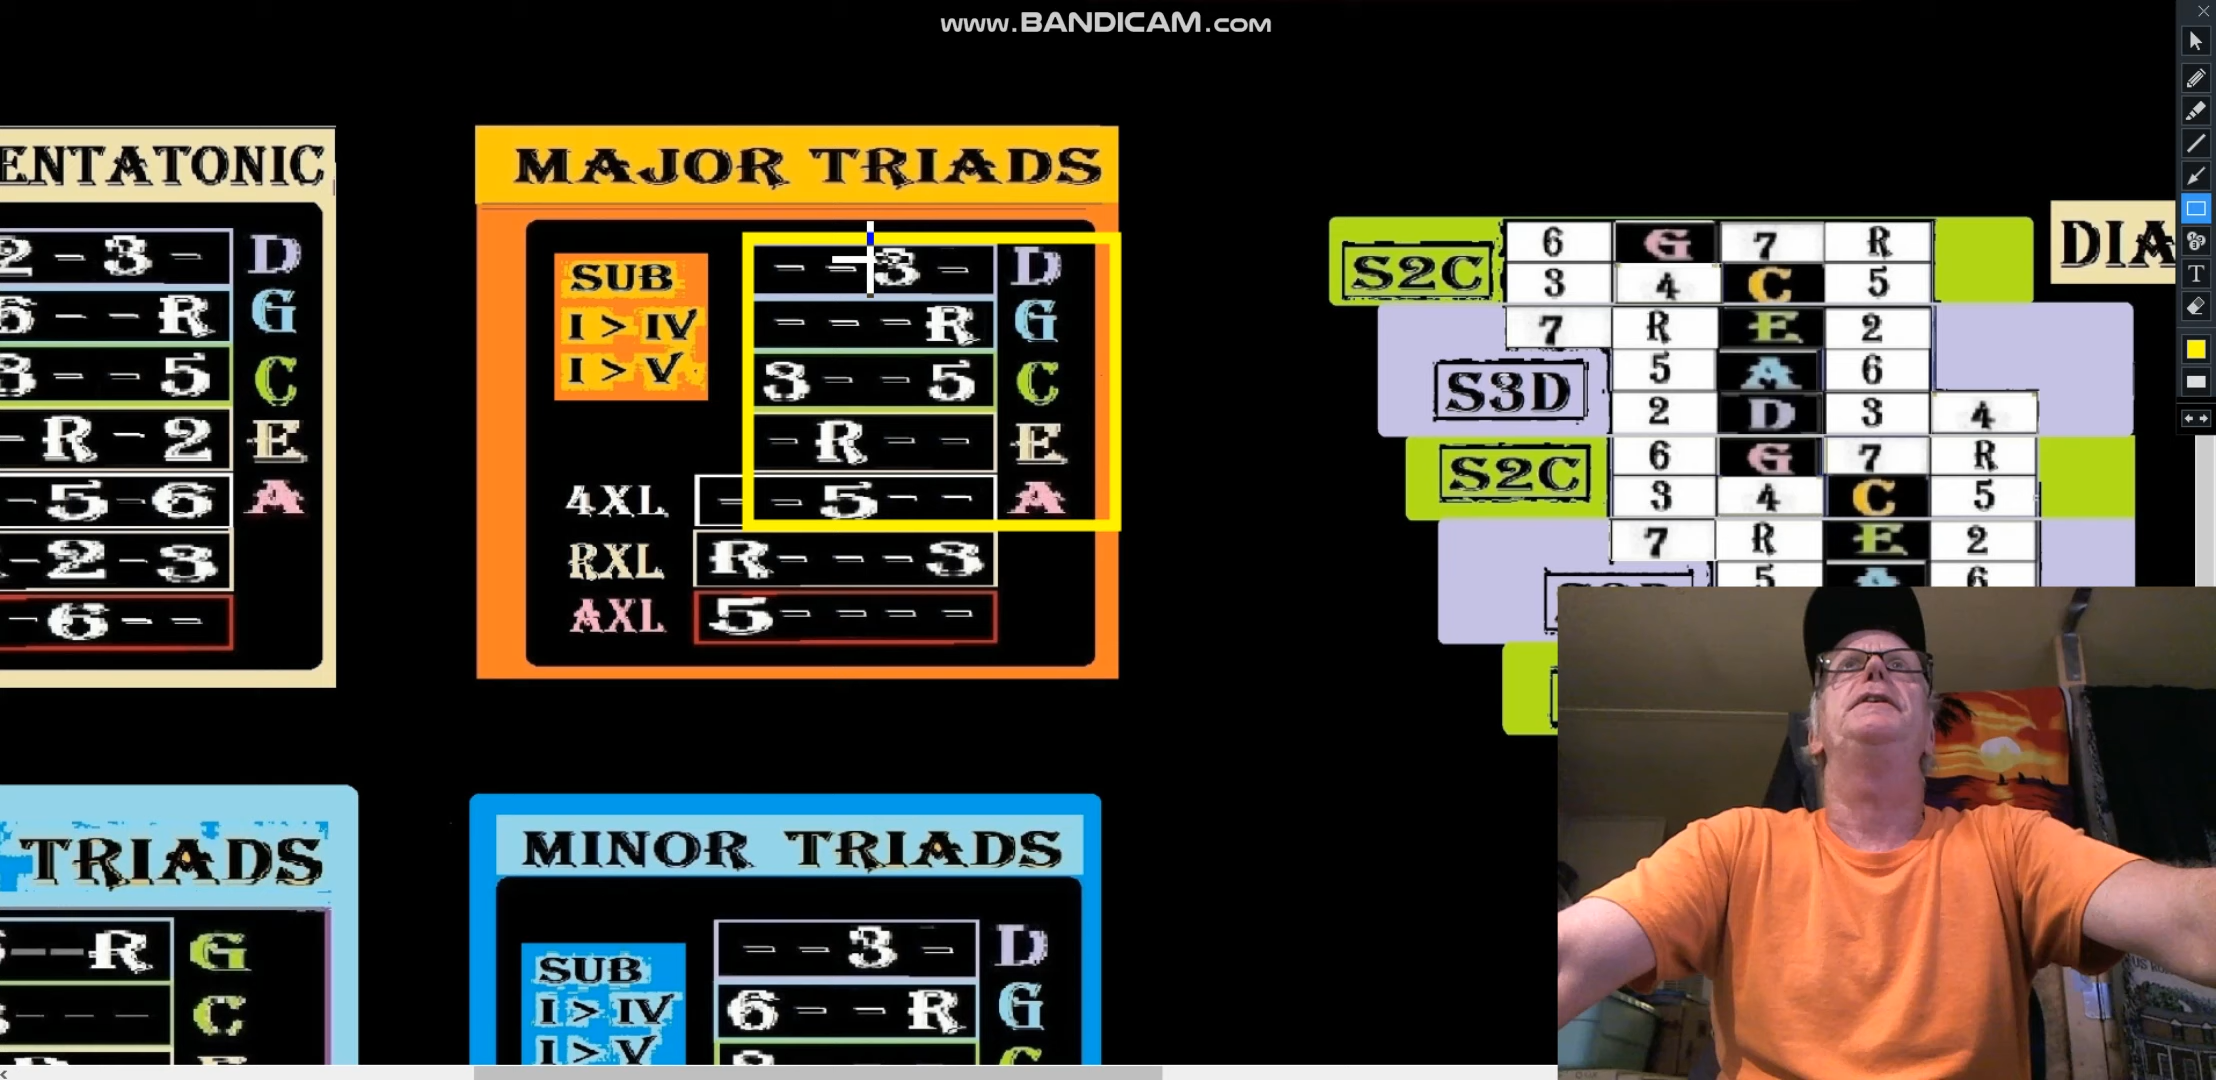 www.BANDICAM.com
ENTATONIC
2 - 3 - D
- - R G
- - 5 C
- R - 2 E
- 5 - 6 A
- 2 - 3
- 6 - -
MAJOR TRIADS
SUB
I > IV
I > V
- - 3 - D
- - - R G
3 - - 5 C
- R - - E
4XL - - 5 - - A
RXL R - - - 3
AXL 5 - - - -
S2C
6 G 7 R
3 4 C 5
S3D
7 R E 2
5 A 6
2 D 3 4
S2C
6 G 7 R
3 4 C 5
7 R E 2
5 A 6
DIA
TRIADS
- - R G
- - - C
MINOR TRIADS
SUB
I > IV
I > V
- - 3 - D
6 - - R G
C